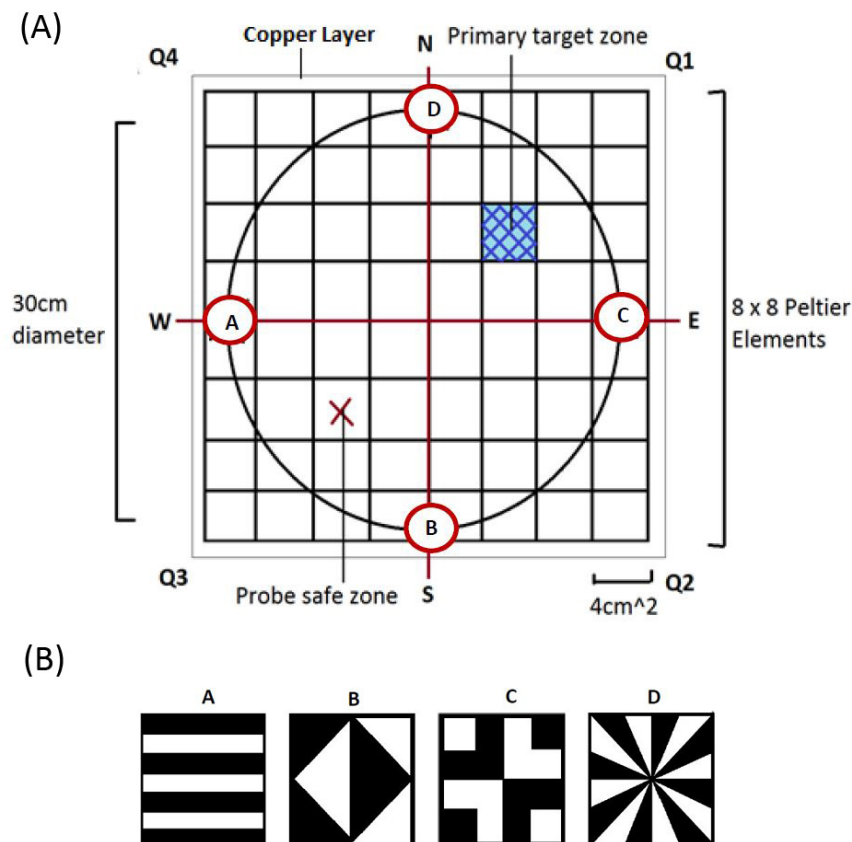 (A)
Copper Layer
N
Primary target zone
Q4
Q1
D
30cm
diameter
W
A
C
E
8 x 8 Peltier
Elements
B
Q3
Probe safe zone
S
Q2
4cm^2
(B)
A
B
C
D